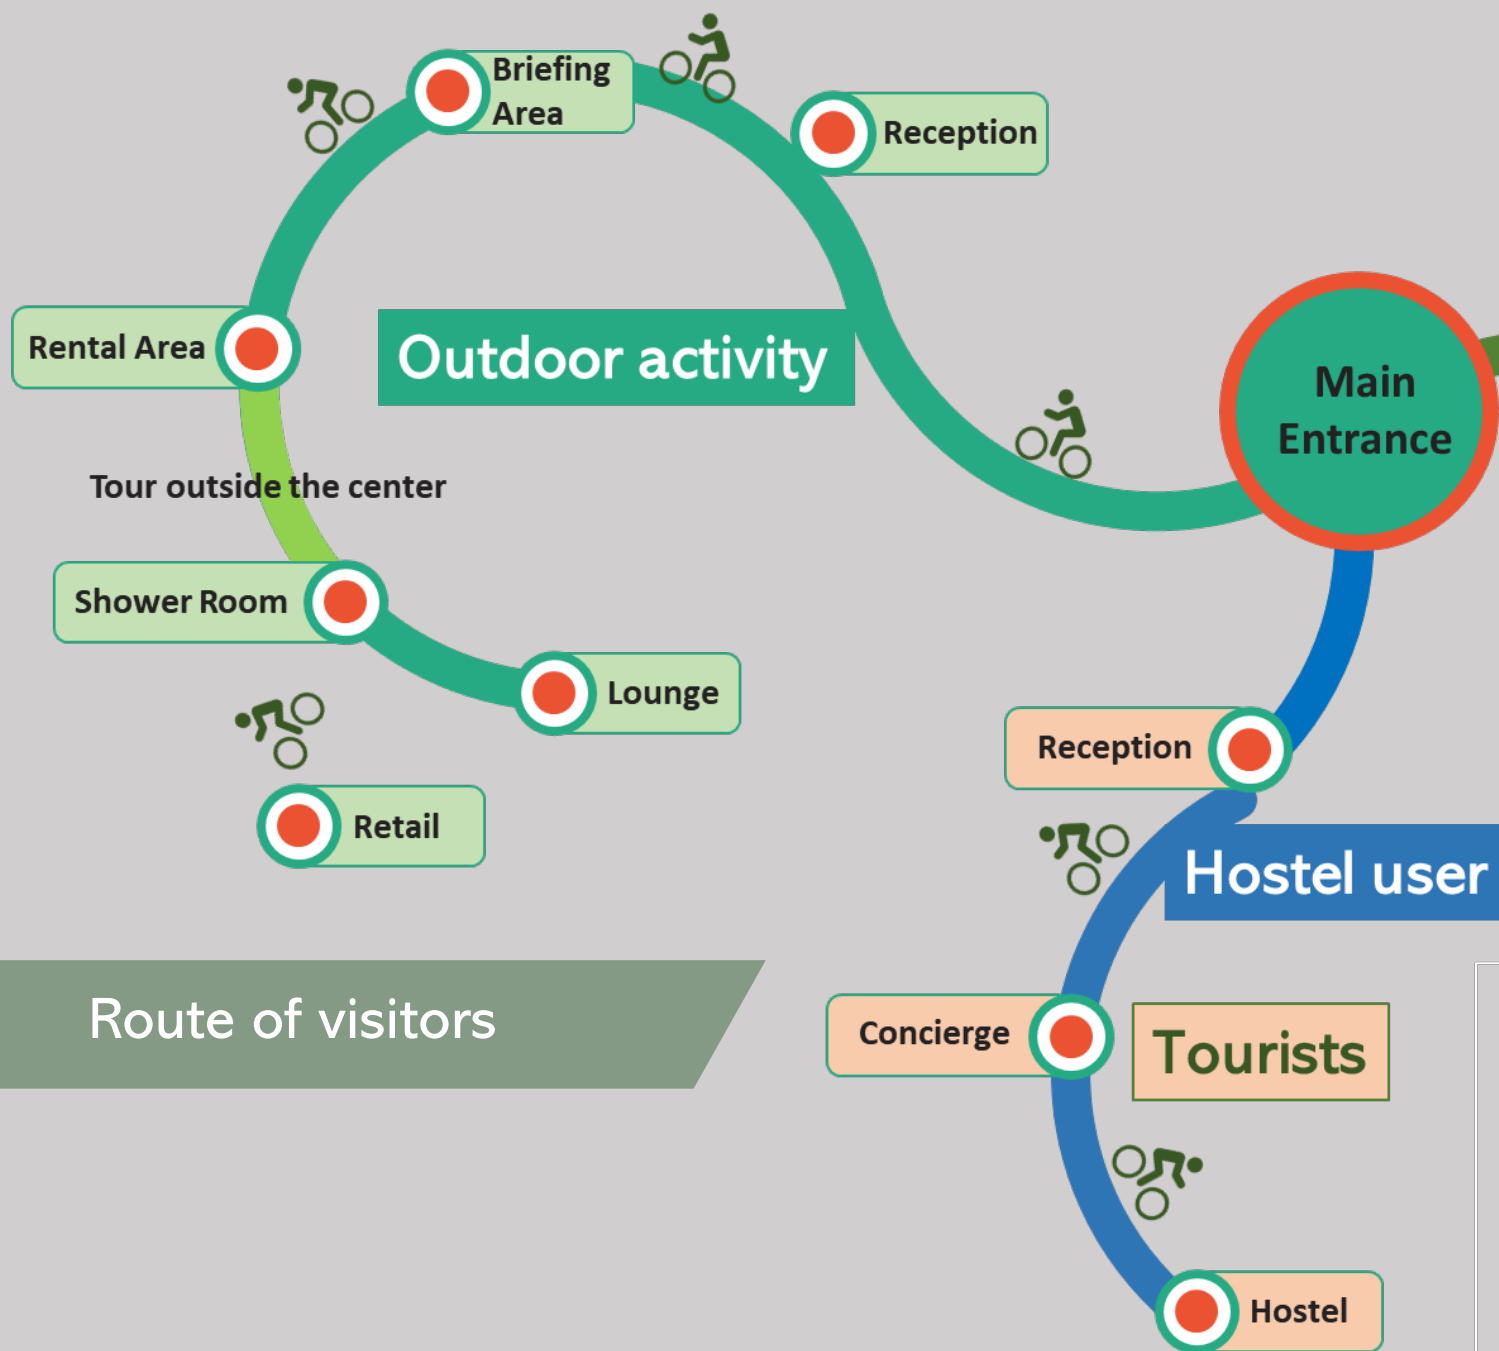 Briefing
Area
Reception
Rental Area
Outdoor activity
Main
Entrance
Tour outside the center
Shower Room
Lounge
Reception
Retail
Hostel user
Route of visitors
Concierge
Tourists
Hostel